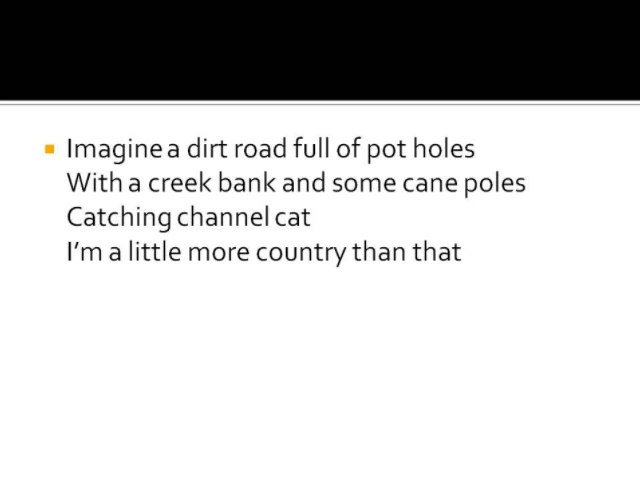 Imagine a dirt road full of pot holes
With a creek bank and some cane poles
Catching channel cat
I'm a little more country than that